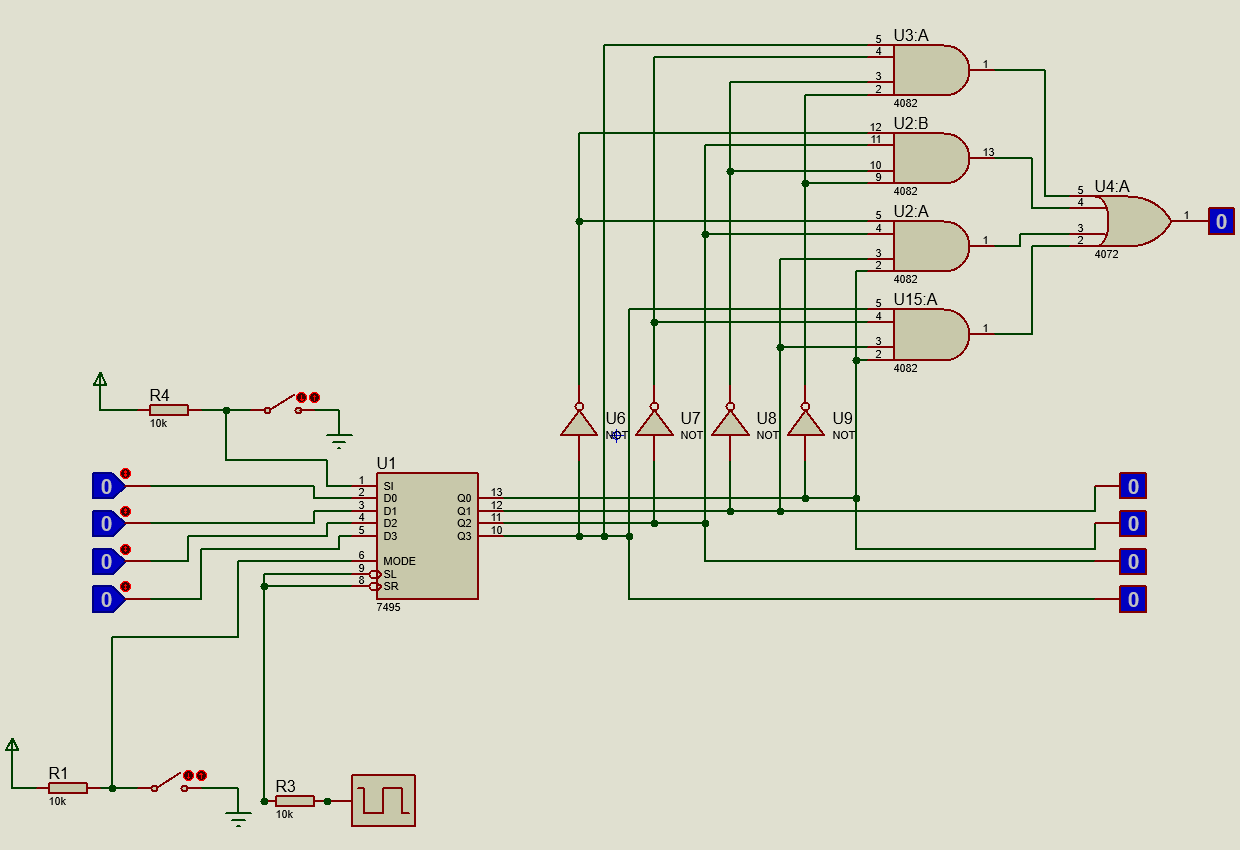 U3:A
5
4
3
2
1
4082
U2:B
12
11
10
9
13
4082
U2:A
5
4
3
2
1
4082
U15:A
5
4
3
2
1
4082
U4:A
5
4
3
2
1
4072
0
R4
10k
U6
NOT
U7
NOT
U8
NOT
U9
NOT
U1
1 SI
2 D0
3 D1
4 D2
5 D3
6 MODE
9 SL
8 SR
Q0 13
Q1 12
Q2 11
Q3 10
7495
0
0
0
0
0
0
0
0
R1
10k
R3
10k